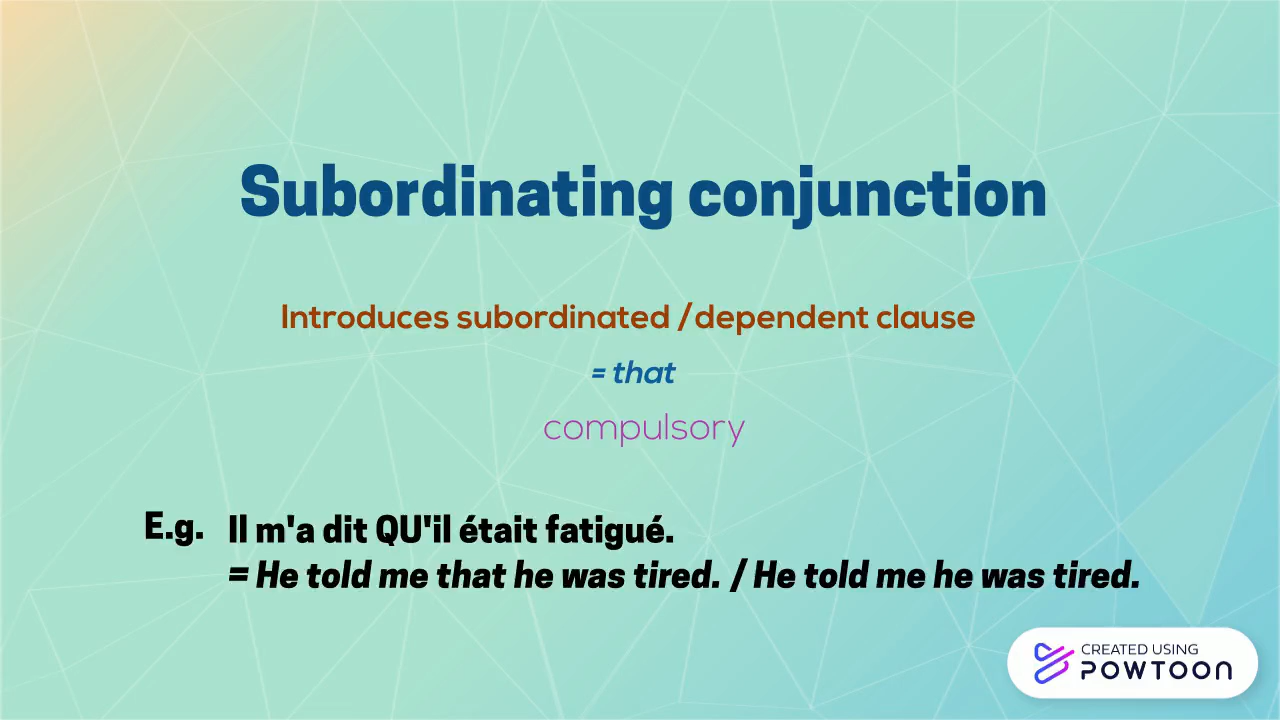 Subordinating conjunction
Introduces subordinated /dependent clause
= that
compulsory
E.g. Il m'a dit QU'il était fatigué.
= He told me that he was tired. / He told me he was tired.
CREATED USING
POWTOON